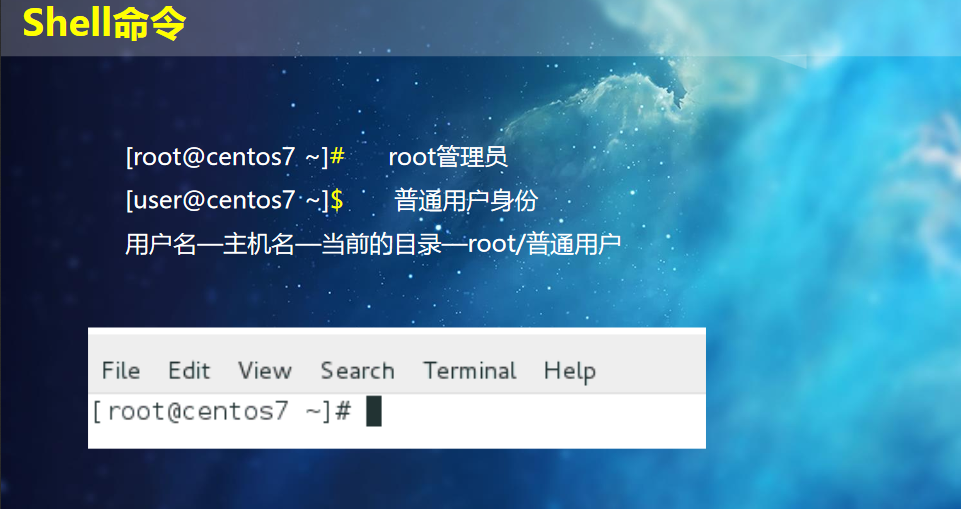 Shell命令
[root@centos7 ~]# root管理员
[user@centos7 ~]$ 普通用户身份
用户名—主机名—当前的目录—root/普通用户
File Edit View Search Terminal Help
[root@centos7 ~]#